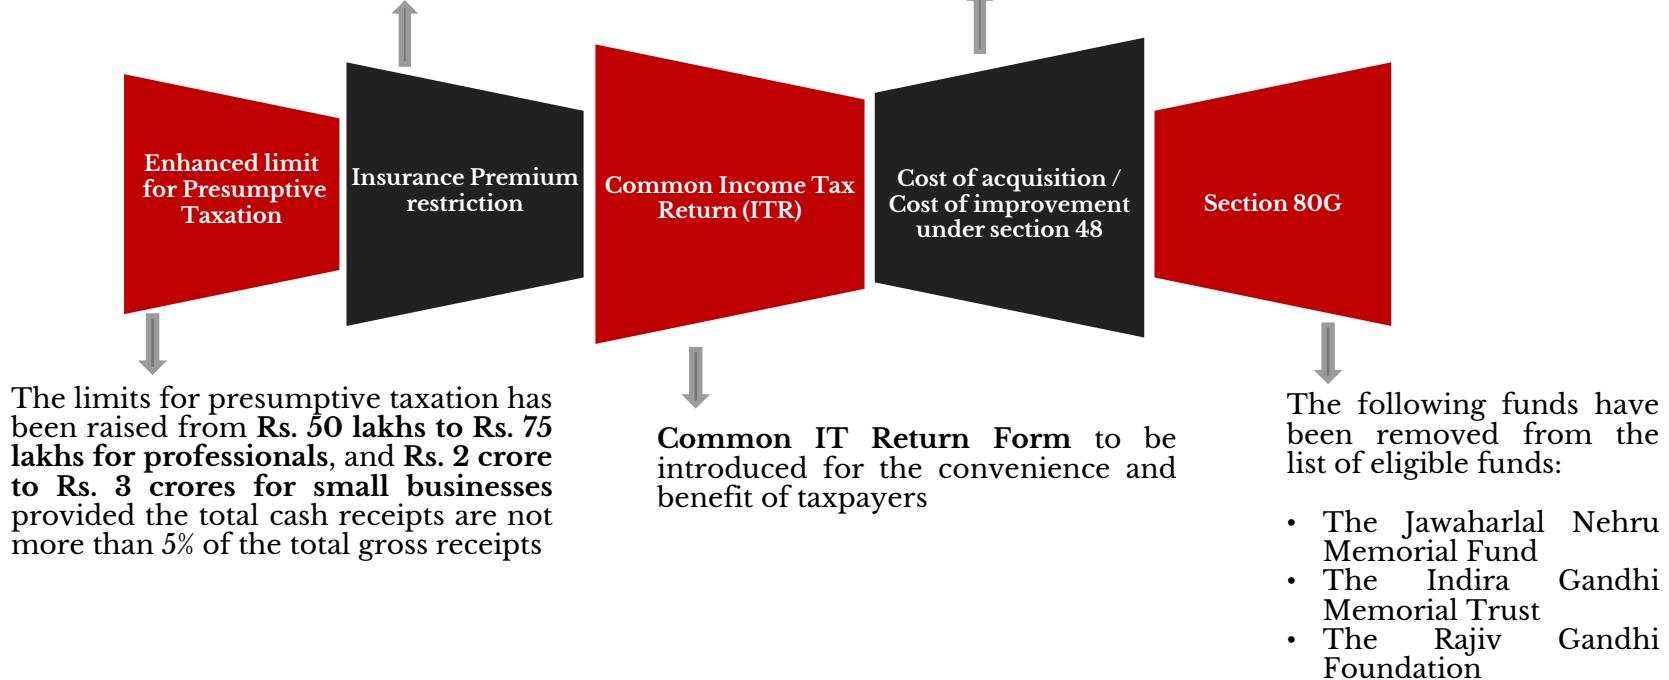 Enhanced limit
for Presumptive
Taxation
Insurance Premium
restriction
Common Income Tax
Return (ITR)
Cost of acquisition /
Cost of improvement
under section 48
Section 80G
The limits for presumptive taxation has
been raised from Rs. 50 lakhs to Rs. 75
lakhs for professionals, and Rs. 2 crore
to Rs. 3 crores for small businesses
provided the total cash receipts are not
more than 5% of the total gross receipts
Common IT Return Form to be
introduced for the convenience and
benefit of taxpayers
The following funds have
been removed from the
list of eligible funds:
• The Jawaharlal Nehru
Memorial Fund
• The Indira Gandhi
Memorial Trust
• The Rajiv Gandhi
Foundation